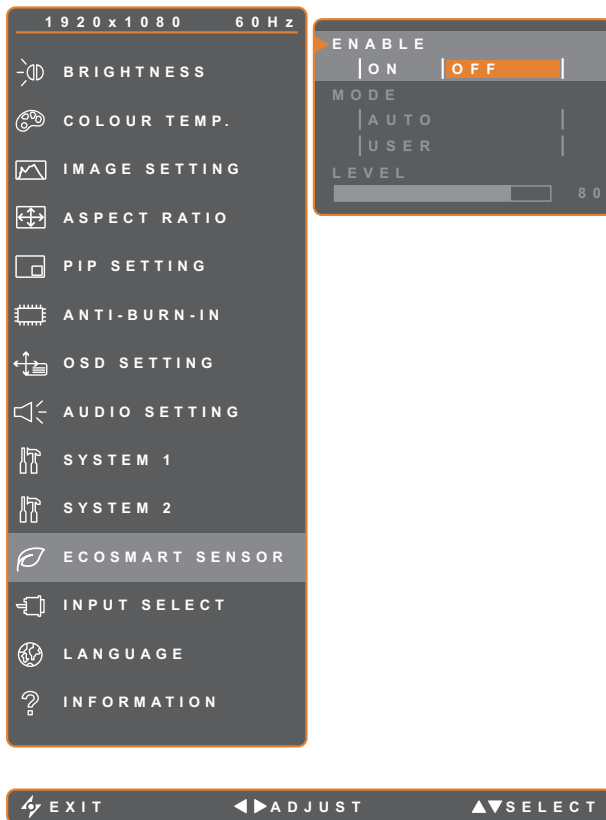 1920x1080 60Hz
BRIGHTNESS
COLOUR TEMP.
IMAGE SETTING
ASPECT RATIO
PIP SETTING
ANTI-BURN-IN
OSD SETTING
AUDIO SETTING
SYSTEM 1
SYSTEM 2
ECOSMART SENSOR
INPUT SELECT
LANGUAGE
INFORMATION
ENABLE
ON OFF
MODE
AUTO
USER
LEVEL
80
EXIT ADJUST SELECT